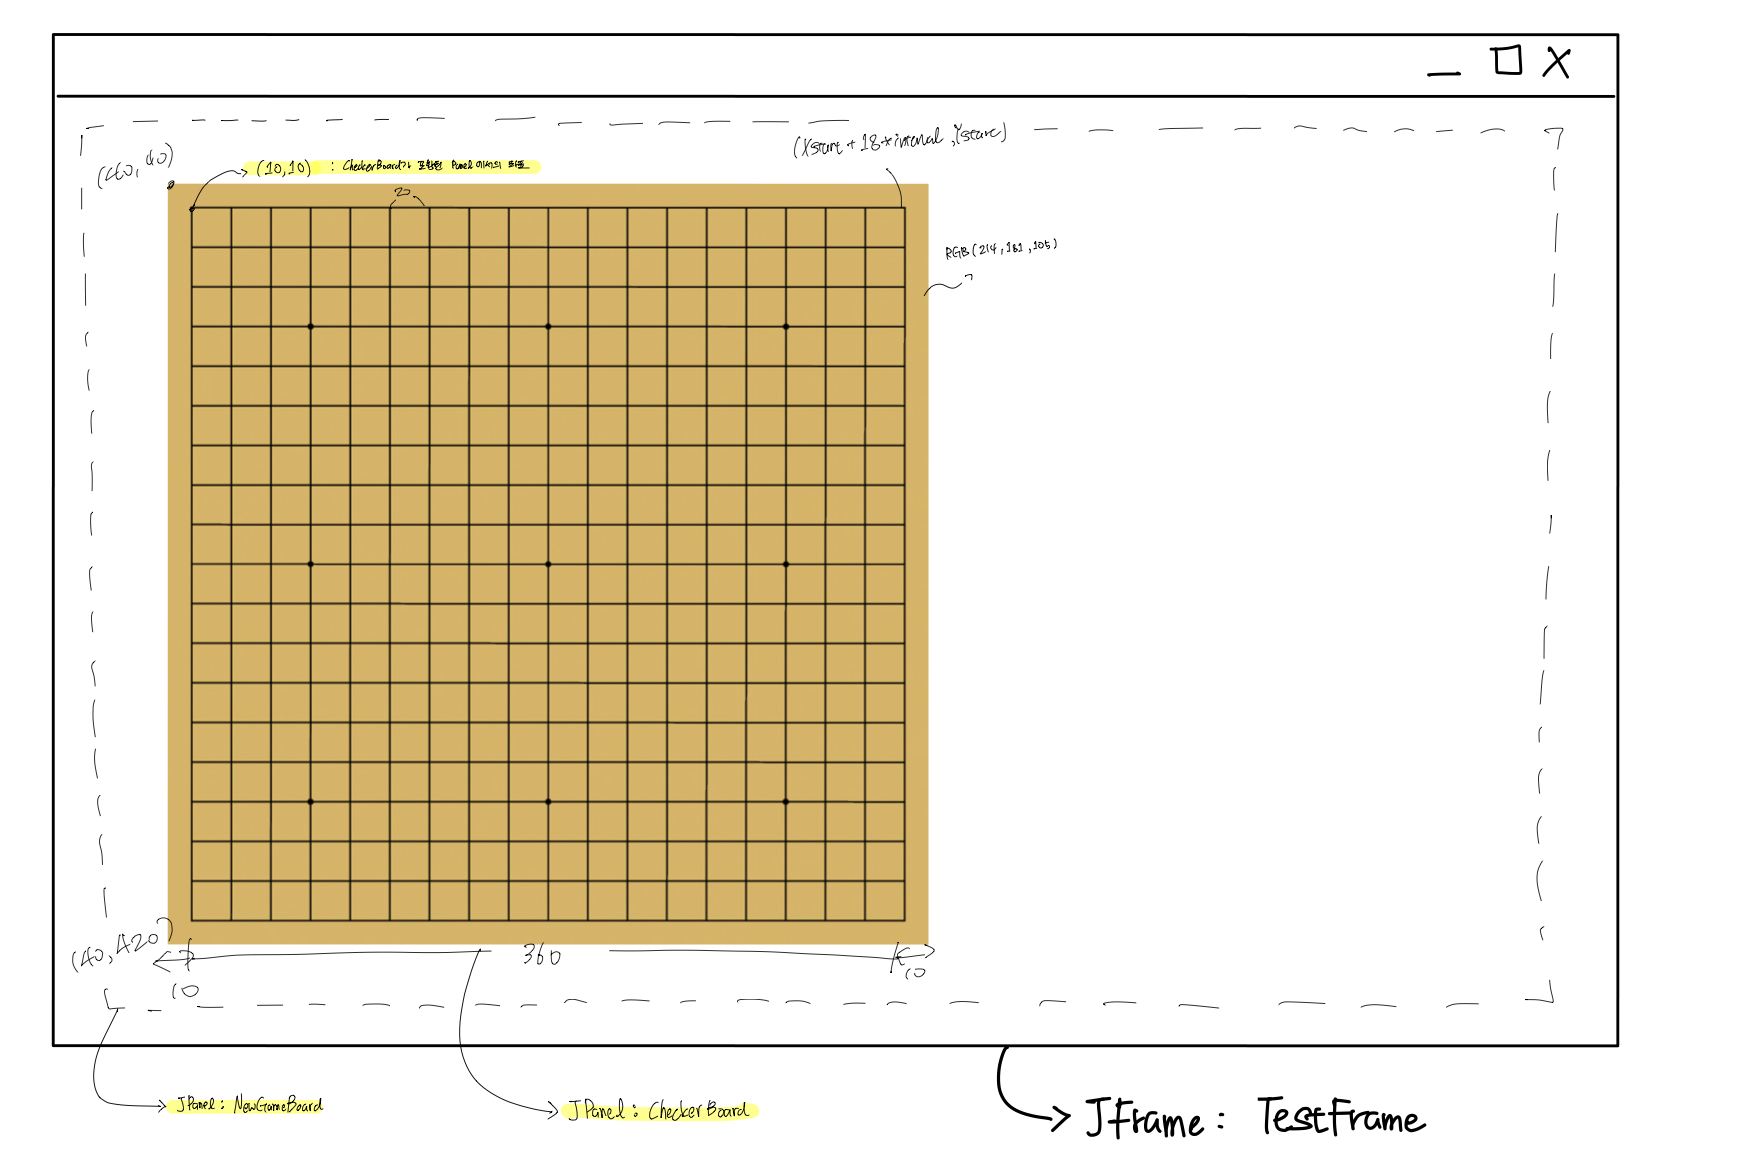 (Xstart + 18*interval, Ystart)
(40, 40)
(10,10) : CheckerBoard가 포함된 Panel 에서의 좌표
20
RGB(214, 181, 105)
(40, 420)
360
10
10
JPanel: NewGameBoard
JPanel: CheckerBoard
JFrame: TestFrame